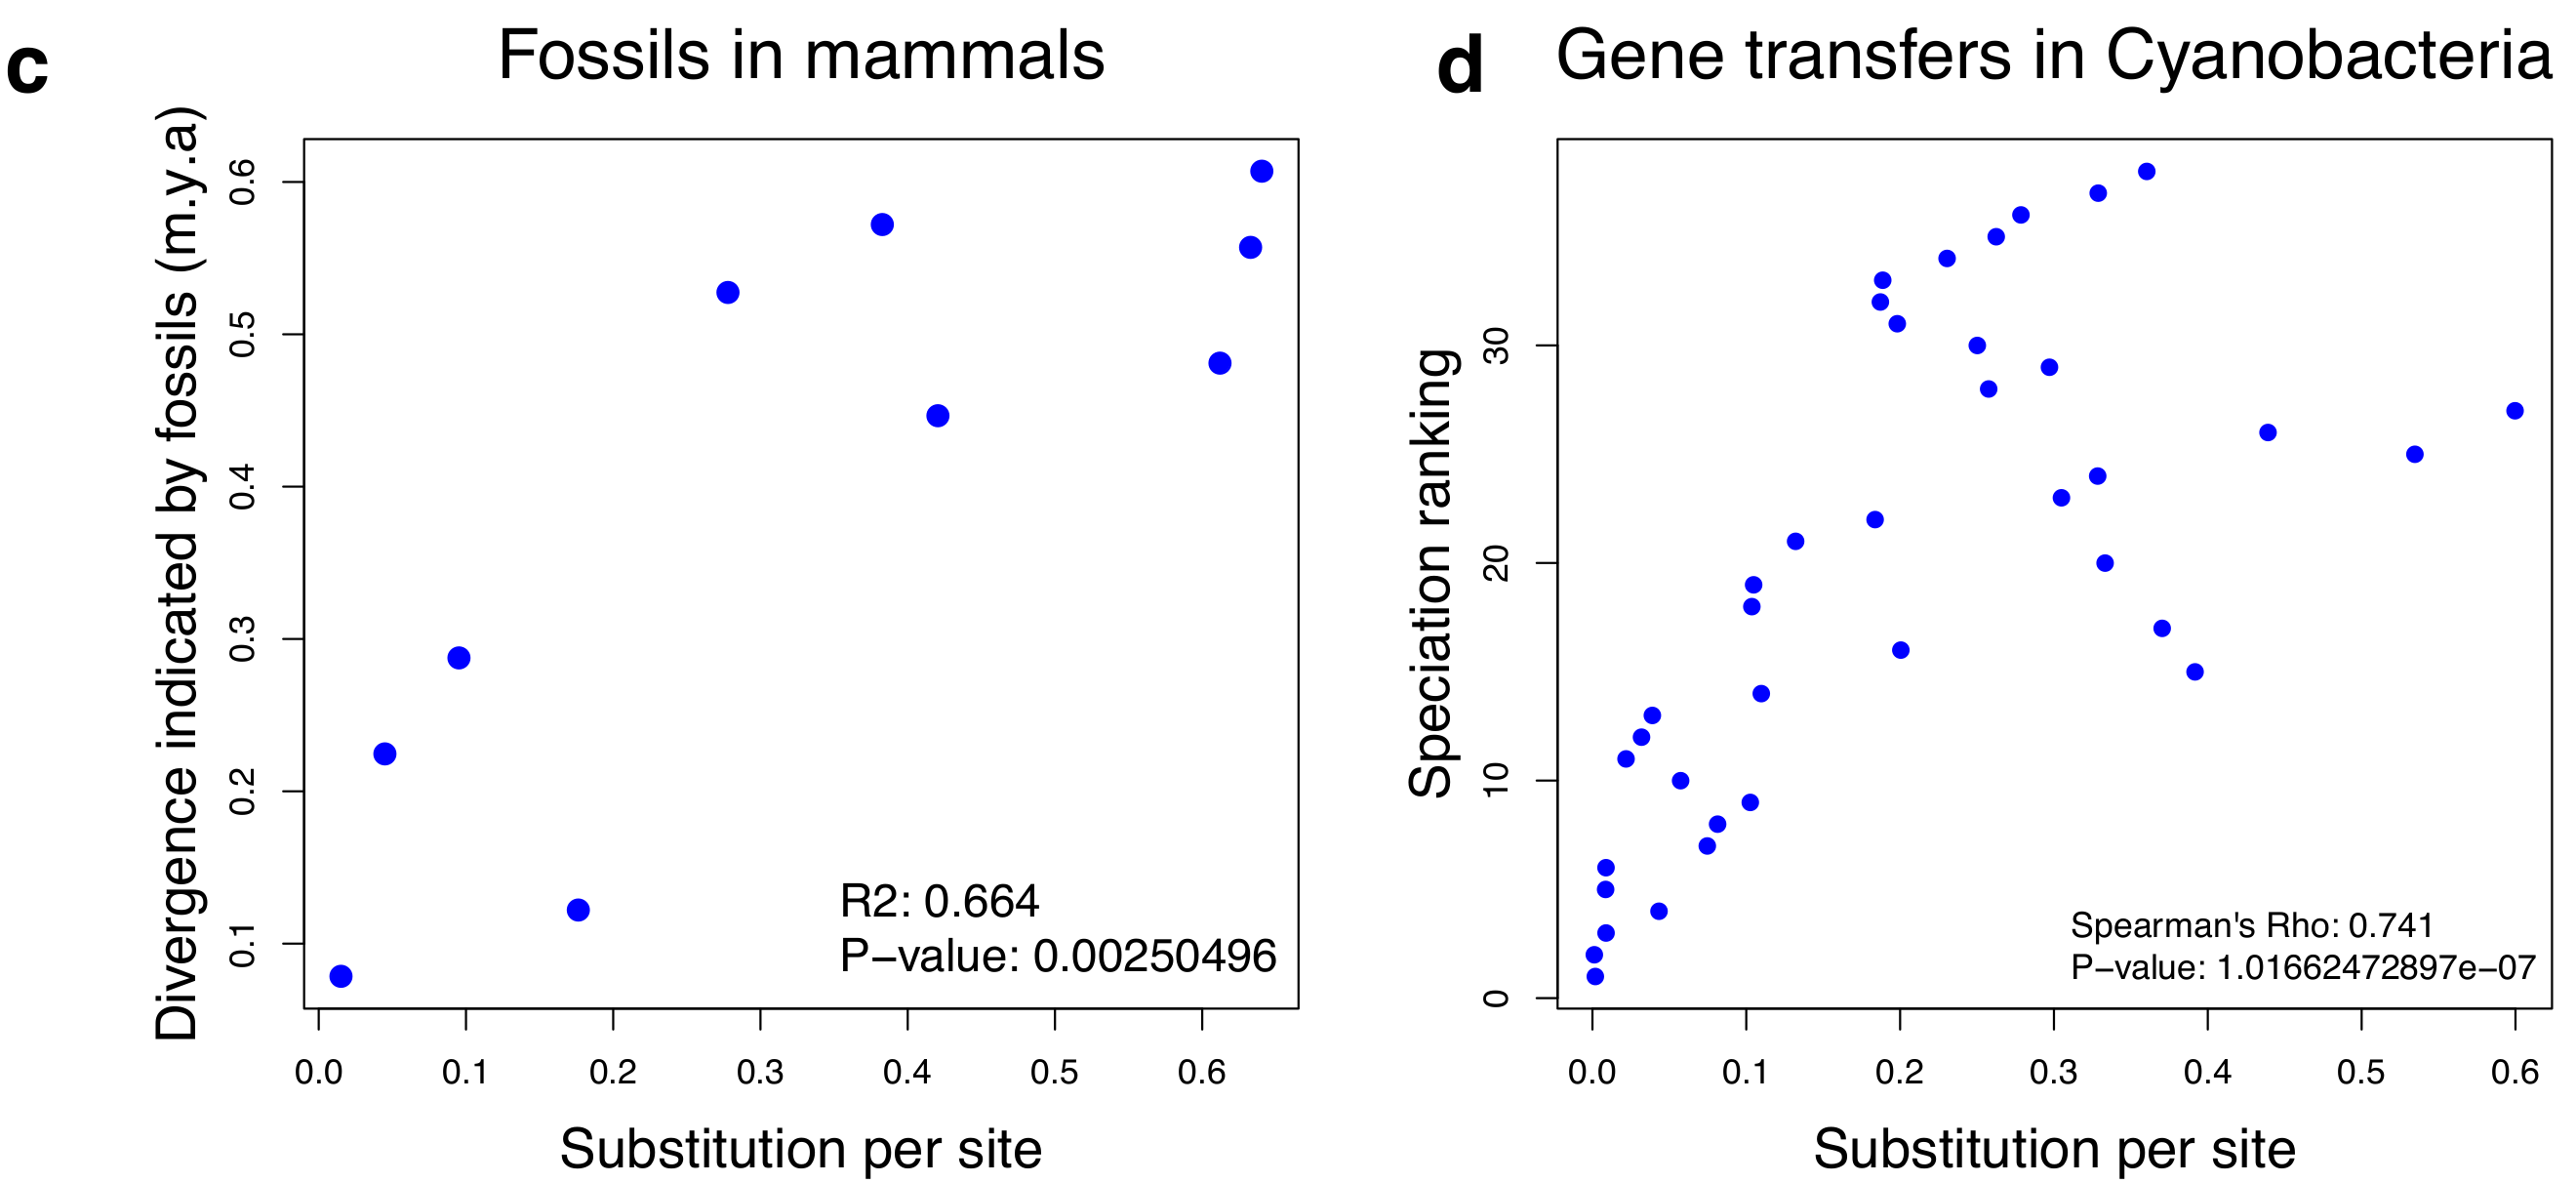 c
Fossils in mammals
Divergence indicated by fossils (m.y.a)
0.6
0.5
0.4
0.3
0.2
0.1
R2: 0.664
P−value: 0.00250496
0.0 0.1 0.2 0.3 0.4 0.5 0.6
Substitution per site
d
Gene transfers in Cyanobacteria
Speciation ranking
30
20
10
0
Spearman's Rho: 0.741
P−value: 1.01662472897e−07
0.0 0.1 0.2 0.3 0.4 0.5 0.6
Substitution per site